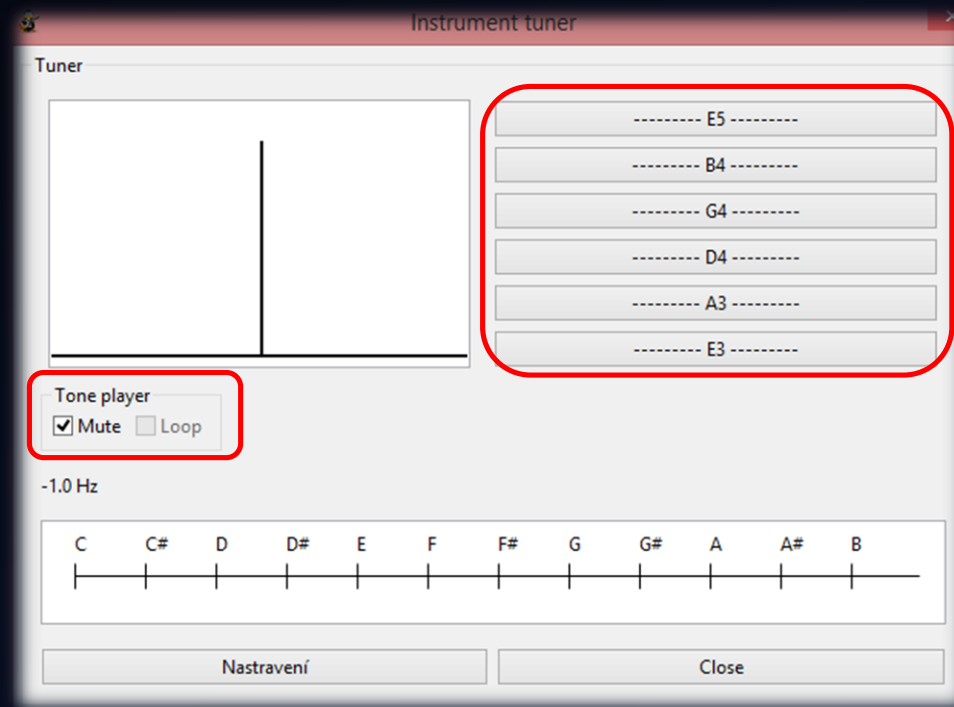 Instrument tuner
Tuner
--------- E5 ---------
--------- B4 ---------
--------- G4 ---------
--------- D4 ---------
--------- A3 ---------
--------- E3 ---------
Tone player
Mute Loop
-1.0 Hz
C C# D D# E F F# G G# A A# B
Nastravení Close